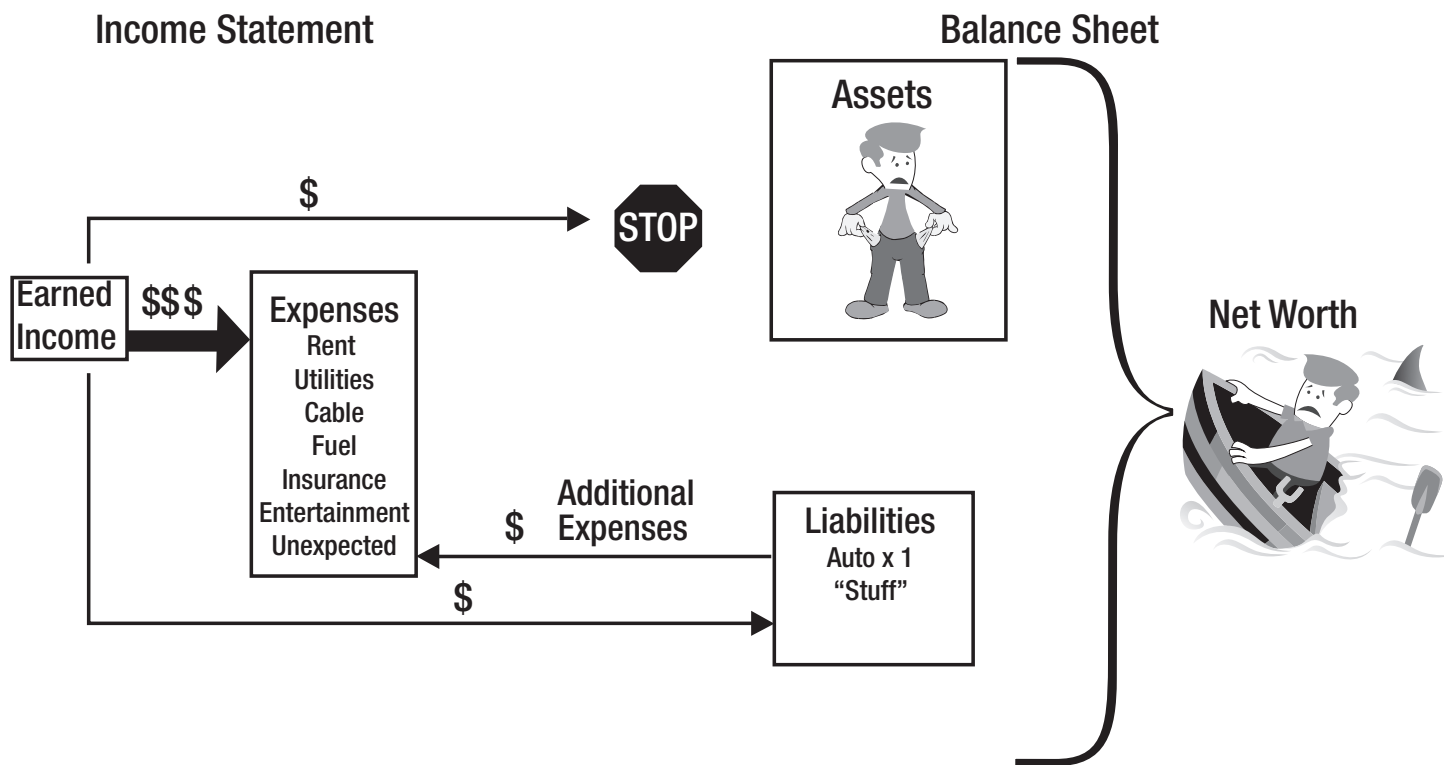 Income Statement
Balance Sheet
Assets
$
STOP
Earned
Income
$$$
Expenses
Rent
Utilities
Cable
Fuel
Insurance
Entertainment
Unexpected
Additional
$ Expenses
Liabilities
Auto x 1
“Stuff”
$
Net Worth